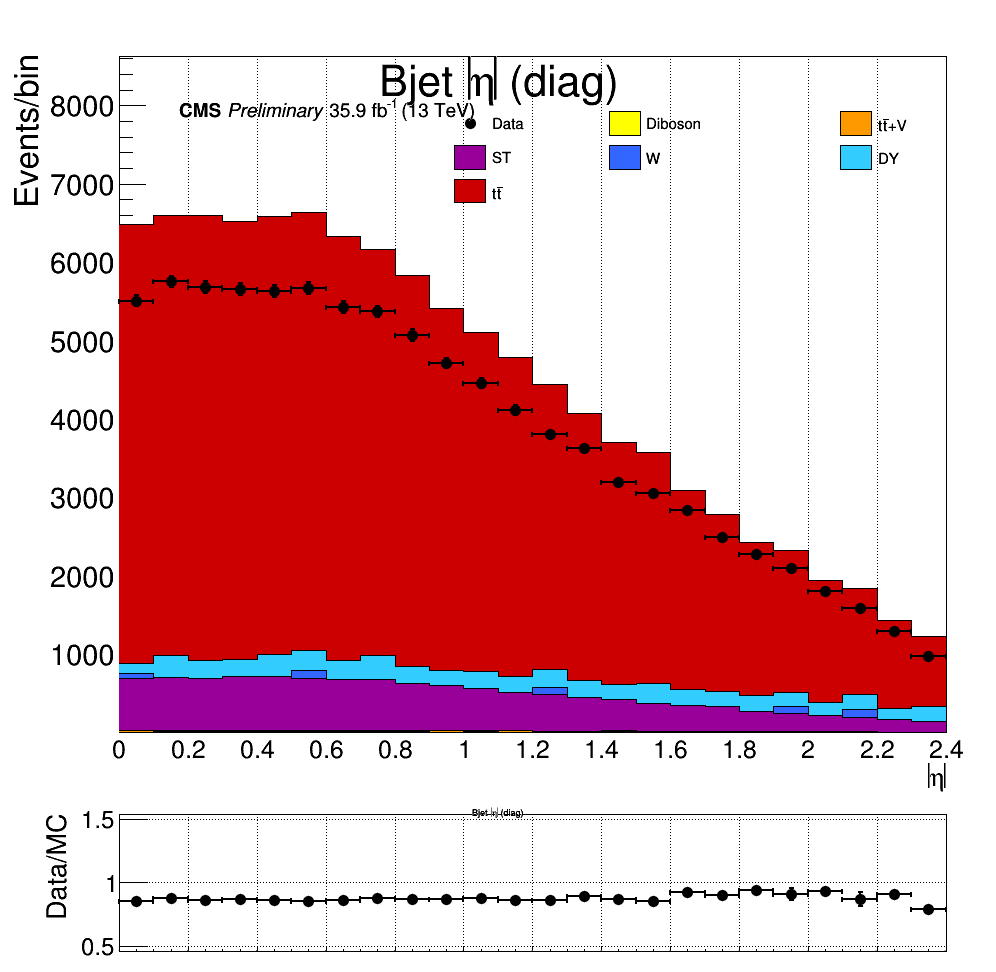 Bjet |η| (diag)
CMS Preliminary 35.9 fb⁻¹ (13 TeV)
Data
Diboson
tt̄+V
ST
W
DY
tt̄
Events/bin
8000
7000
6000
5000
4000
3000
2000
1000
0 0.2 0.4 0.6 0.8 1 1.2 1.4 1.6 1.8 2 2.2 2.4
|η|
Bjet |η| (diag)
Data/MC
1.5
1
0.5